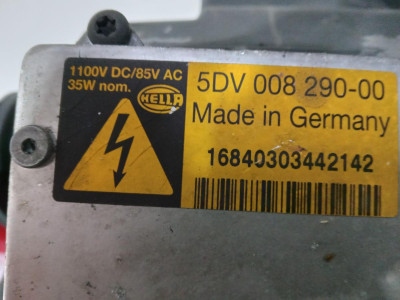 1100V DC/85V AC
35W nom.
HELLA
5DV 008 290-00
Made in Germany
16840303442142